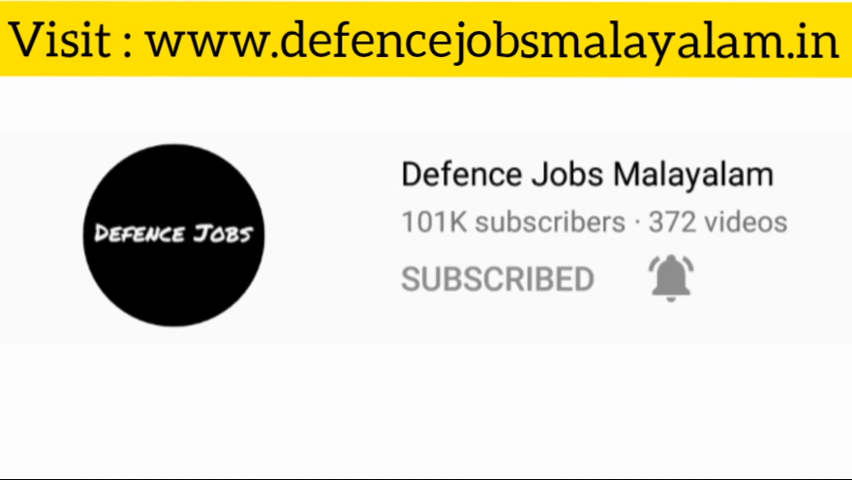 Visit : www.defencejobsmalayalam.in
DEFENCE JOBS
Defence Jobs Malayalam
101K subscribers · 372 videos
SUBSCRIBED